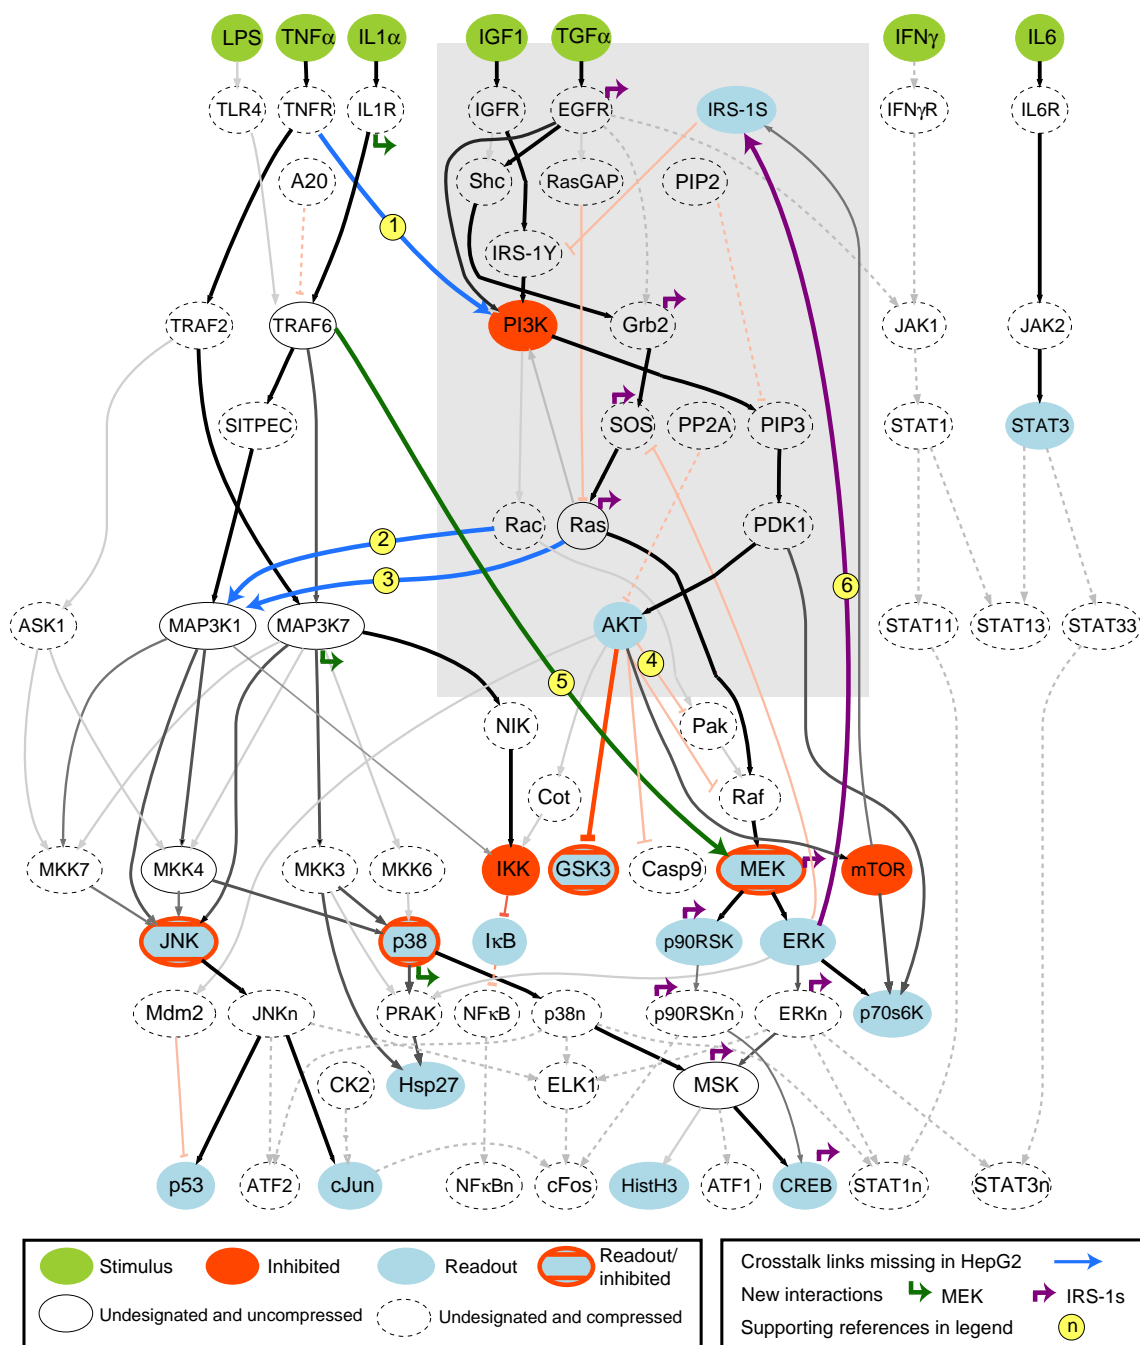 LPS TNFα IL1α IGF1 TGFα IFNγ IL6
TLR4 TNFR IL1R IGFR EGFR IRS-1S IFNγR IL6R
A20 Shc RasGAP PIP2
1
IRS-1Y
TRAF2 TRAF6 PI3K Grb2 JAK1 JAK2
SITPEC SOS PP2A PIP3 STAT1 STAT3
Rac Ras PDK1
2
3
6
ASK1 MAP3K1 MAP3K7 AKT STAT11 STAT13 STAT33
4
5
NIK Pak
Cot Raf
MKK7 MKK4 MKK3 MKK6 IKK GSK3 Casp9 MEK mTOR
JNK p38 IκB p90RSK ERK
Mdm2 JNKn PRAK NFκB p38n p90RSKn ERKn p70s6K
CK2 Hsp27 ELK1 MSK
p53 ATF2 cJun NFκBn cFos HistH3 ATF1 CREB STAT1n STAT3n
Stimulus Inhibited Readout Readout/
inhibited
Undesignated and uncompressed Undesignated and compressed
Crosstalk links missing in HepG2
New interactions MEK IRS-1s
Supporting references in legend n